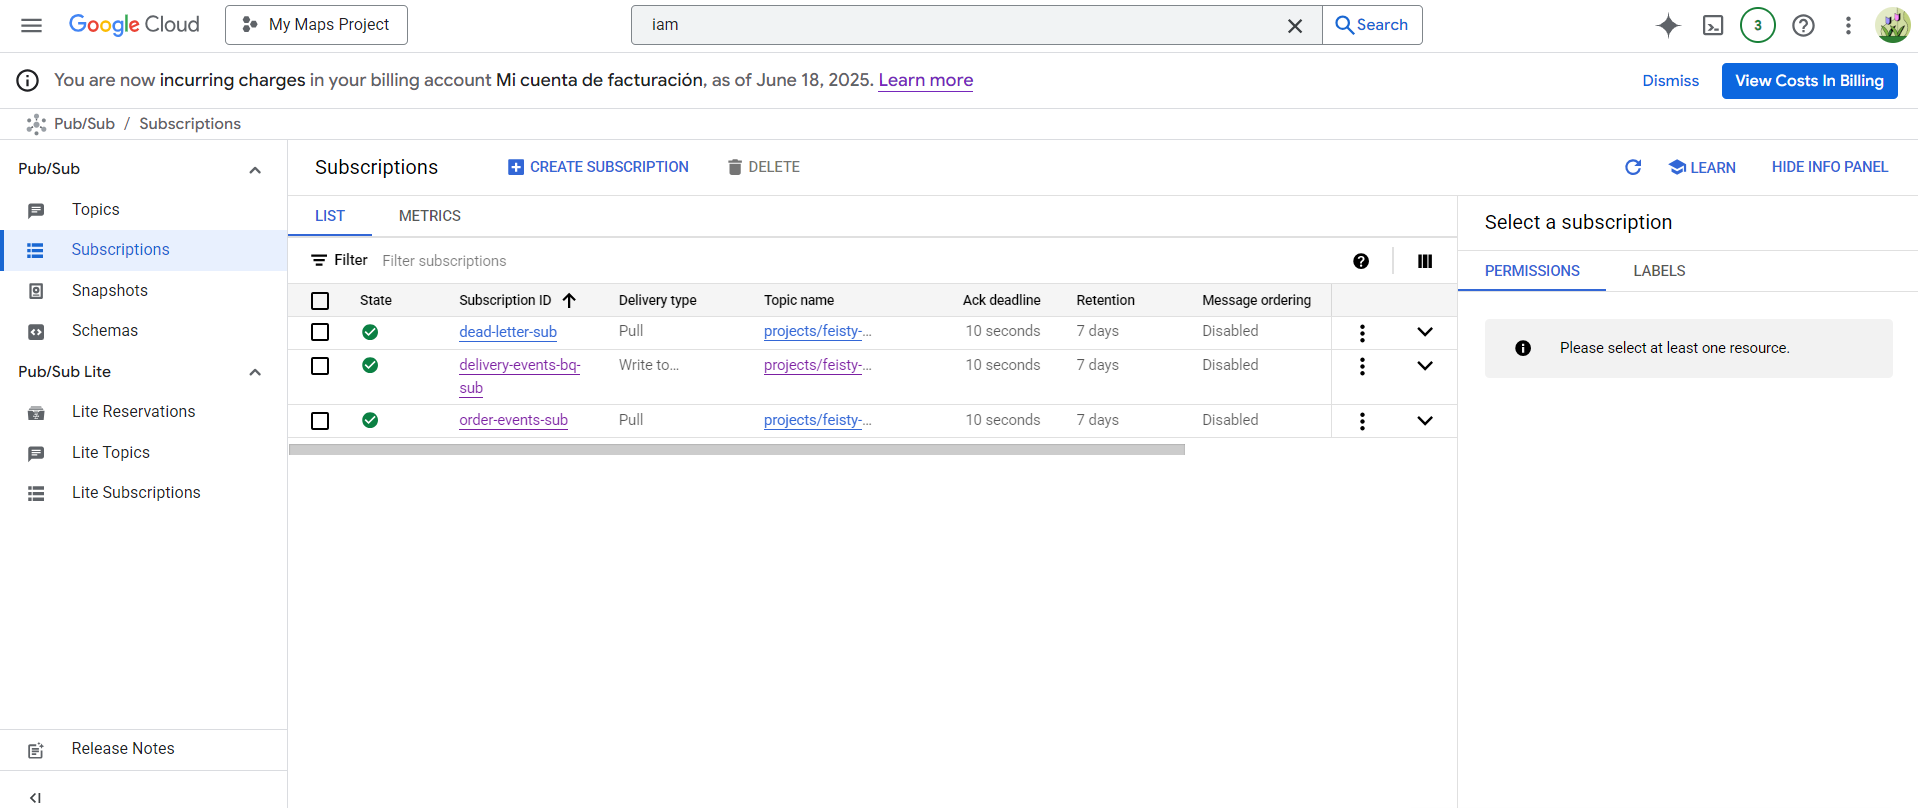 Google Cloud
My Maps Project
iam
Search
3
You are now incurring charges in your billing account Mi cuenta de facturación, as of June 18, 2025. Learn more
Dismiss
View Costs In Billing
Pub/Sub / Subscriptions
Pub/Sub
Topics
Subscriptions
Snapshots
Schemas
Pub/Sub Lite
Lite Reservations
Lite Topics
Lite Subscriptions
Release Notes
Subscriptions
CREATE SUBSCRIPTION
DELETE
LEARN
HIDE INFO PANEL
LIST
METRICS
Filter
Filter subscriptions
State Subscription ID Delivery type Topic name Ack deadline Retention Message ordering
dead-letter-sub Pull projects/feisty-... 10 seconds 7 days Disabled
delivery-events-bq- Write to... projects/feisty-... 10 seconds 7 days Disabled
sub
order-events-sub Pull projects/feisty-... 10 seconds 7 days Disabled
Select a subscription
PERMISSIONS
LABELS
Please select at least one resource.